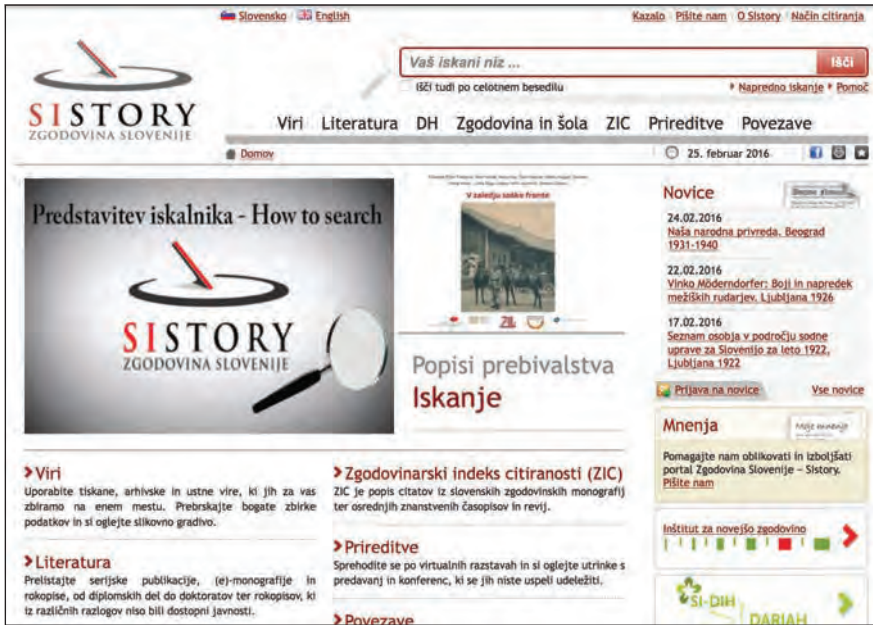 Slovensko English
Kazalo Pišite nam O Sistory Način citiranja
Vaš iskani niz ...
Išči
Išči tudi po celotnem besedilu
Napredno iskanje Pomoč
SISTORY
ZGODOVINA SLOVENIJE
Viri Literatura DH Zgodovina in šola ZIC Prireditve Povezave
Domov
25. februar 2016
Predstavitev iskalnika - How to search
SISTORY
ZGODOVINA SLOVENIJE
V zaledju soške fronte
Popisi prebivalstva
Iskanje
Novice
24.02.2016
Naša narodna privreda. Beograd
1931-1940
22.02.2016
Vinko Möderndorfer: Boji in napredek
mežiških rudarjev. Ljubljana 1926
17.02.2016
Seznam osobja v področju sodne
uprave za Slovenijo za leto 1922,
Ljubljana 1922
Prijava na novice
Vse novice
Mnenja
Moje mnenje
Pomagajte nam oblikovati in izboljšati
portal Zgodovina Slovenije – Sistory.
Pišite nam
Inštitut za novejšo zgodovino
SI-DIH
DARIAH
Viri
Uporabite tiskane, arhivske in ustne vire, ki jih za vas
zbiramo na enem mestu. Prebrskajte bogate zbirke
podatkov in si oglejte slikovno gradivo.
Literatura
Prelistajte serijske publikacije, (e)-monografije in
rokopise, od diplomskih del do doktoratov ter rokopisov, ki
iz različnih razlogov niso bili dostopni javnosti.
Zgodovinarski indeks citiranosti (ZIC)
ZIC je popis citatov iz slovenskih zgodovinskih monografij
ter osrednjih znanstvenih časopisov in revij.
Prireditve
Sprehodite se po virtualnih razstavah in si oglejte utrinke s
predavanj in konferenc, ki se jih niste uspeli udeležiti.
Povezave